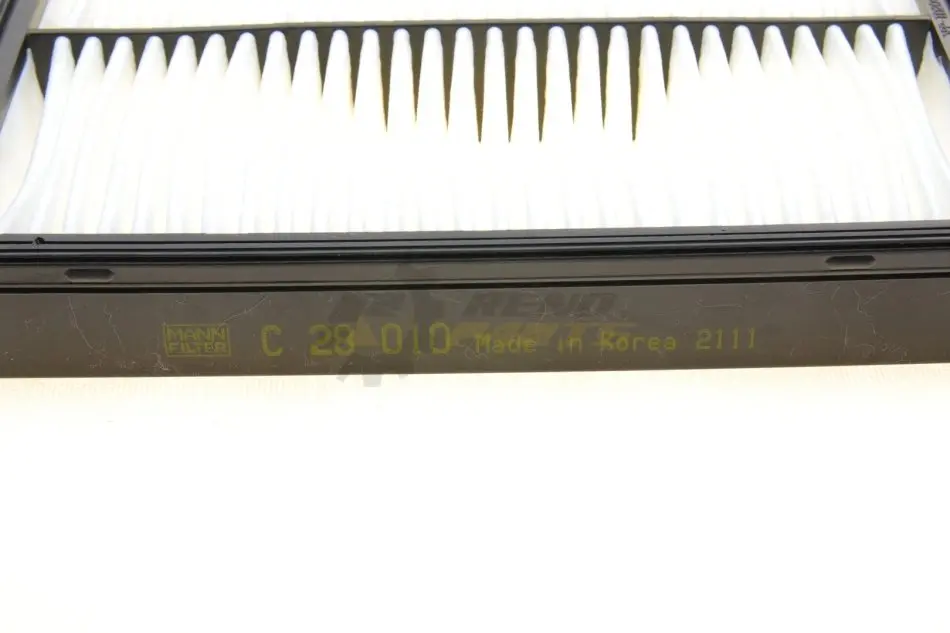 MANN
FILTER
C 28 010 Made in Korea 2111